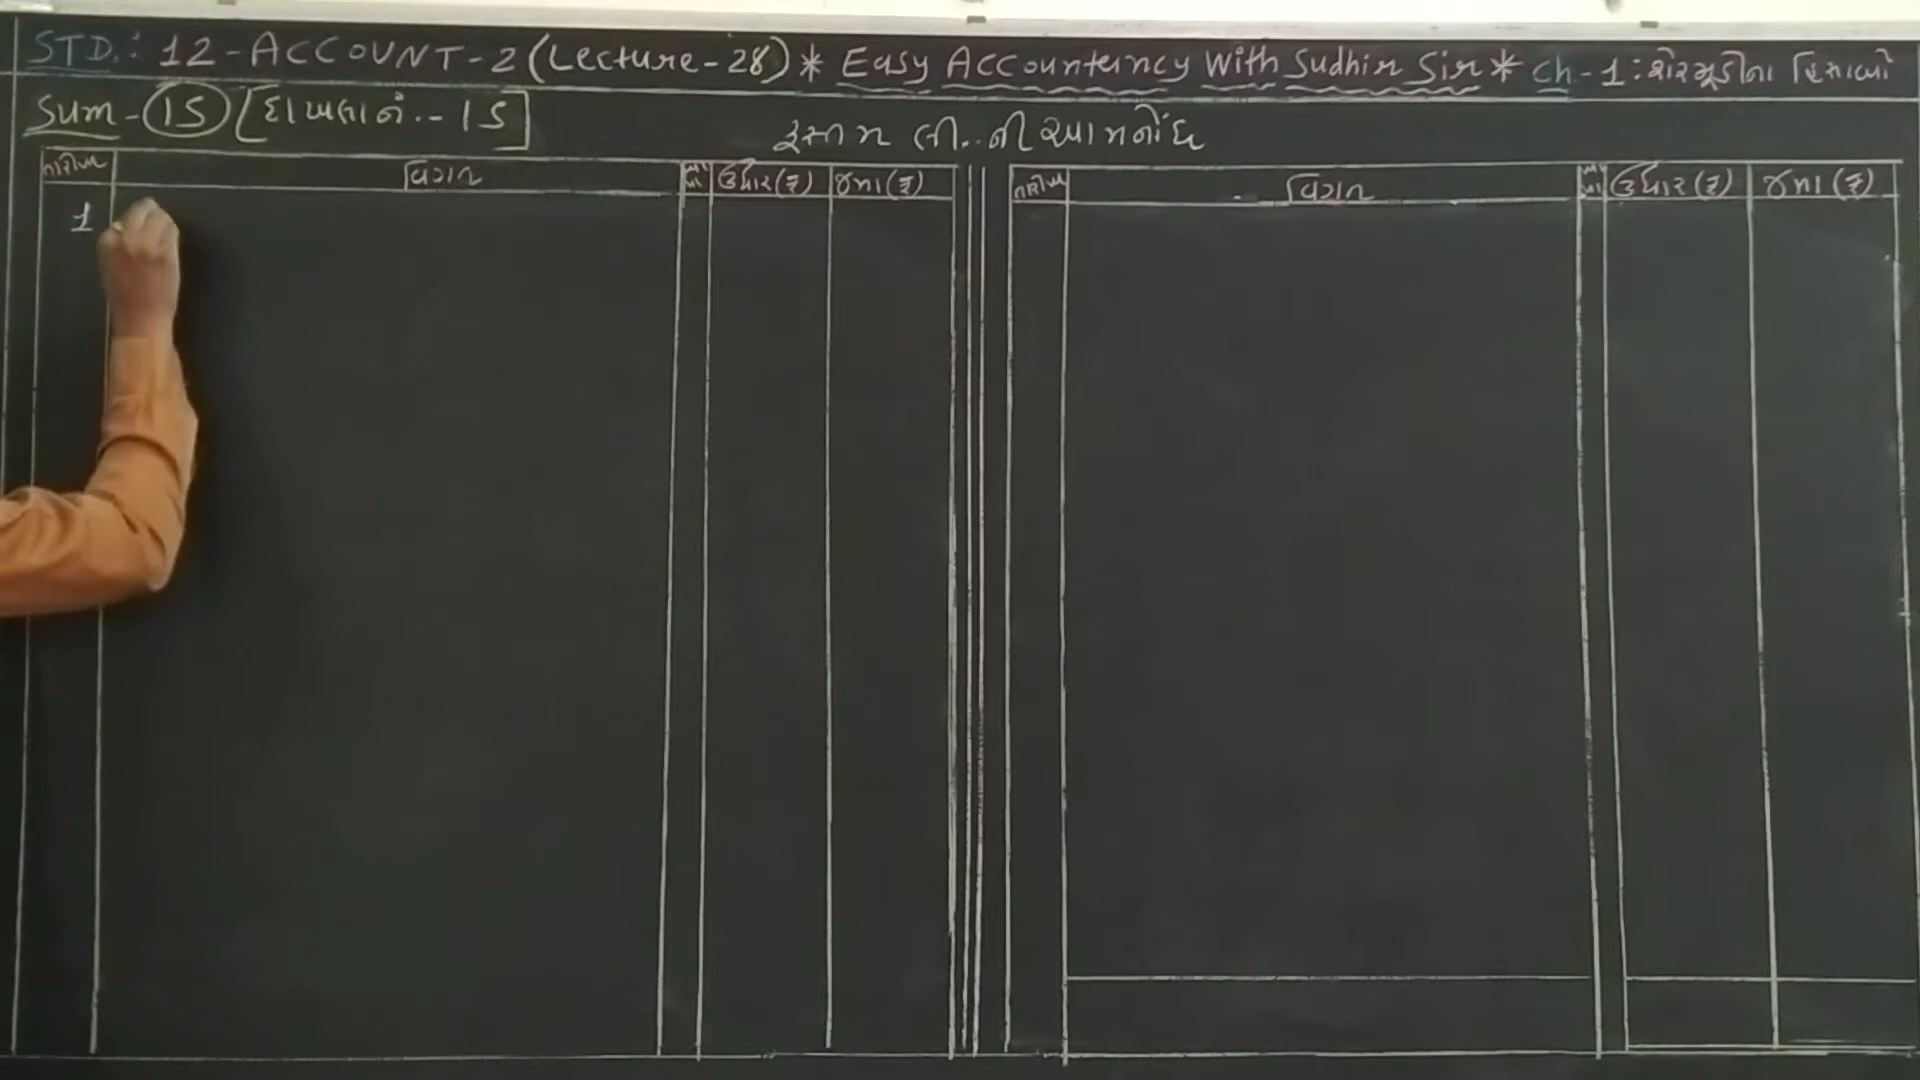 STD.: 12 - ACCOUNT - 2 (Lecture - 28) * Easy Accountancy With Sudhir Sir * Ch - 1 : શેરમૂડીના હિસાબો
Sum - 15 [દાખલા નં. - 15]
લી. ની આમનોંધ
તારીખ વિગત ઉધાર (₹) જમા (₹)
તારીખ વિગત ઉધાર (₹) જમા (₹)
1